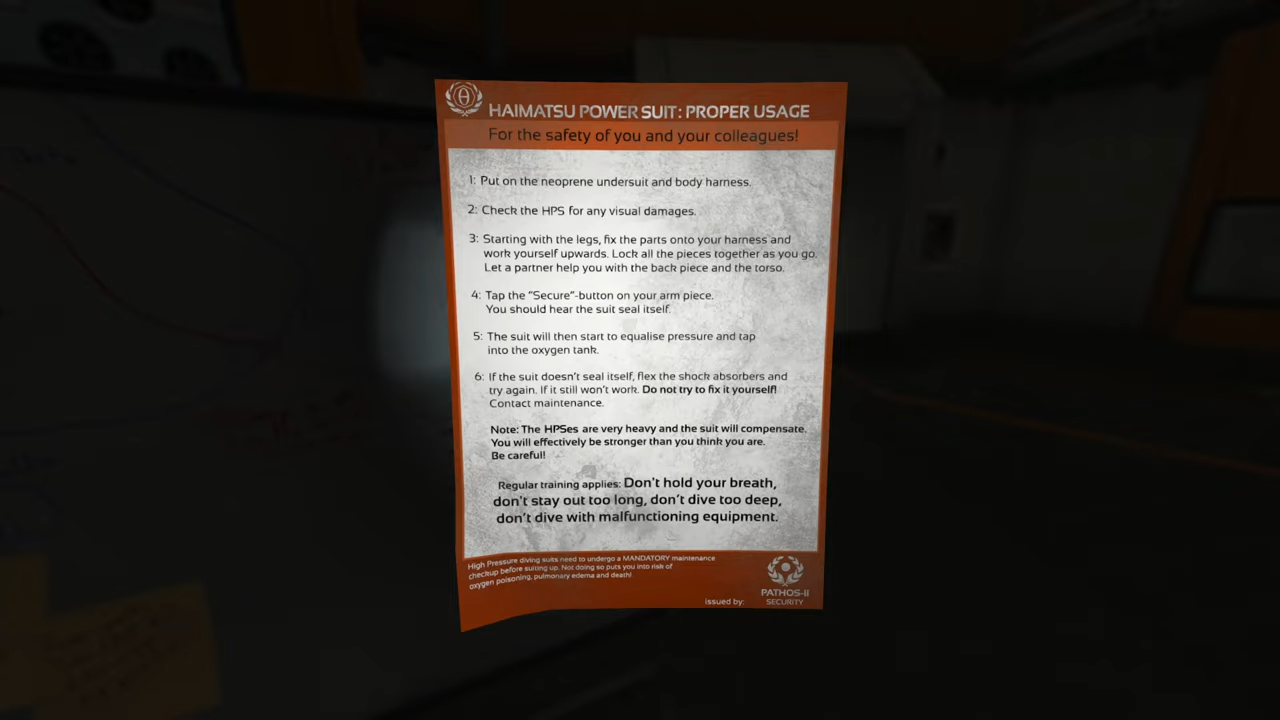 HAIMATSU POWER SUIT: PROPER USAGE
For the safety of you and your colleagues!
1: Put on the neoprene undersuit and body harness.
2: Check the HPS for any visual damages.
3: Starting with the legs, fix the parts onto your harness and
work yourself upwards. Lock all the pieces together as you go.
Let a partner help you with the back piece and the torso.
4: Tap the "Secure"-button on your arm piece.
You should hear the suit seal itself.
5: The suit will then start to equalise pressure and tap
into the oxygen tank.
6: If the suit doesn't seal itself, flex the shock absorbers and
try again. If it still won't work. Do not try to fix it yourself!
Contact maintenance.
Note: The HPSes are very heavy and the suit will compensate.
You will effectively be stronger than you think you are.
Be careful!
Regular training applies: Don't hold your breath,
don't stay out too long, don't dive too deep,
don't dive with malfunctioning equipment.
High Pressure diving suits need to undergo a MANDATORY maintenance
checkup before suiting up. Not doing so puts you into risk of
oxygen poisoning, pulmonary edema and death!
issued by:
PATHOS-II
SECURITY